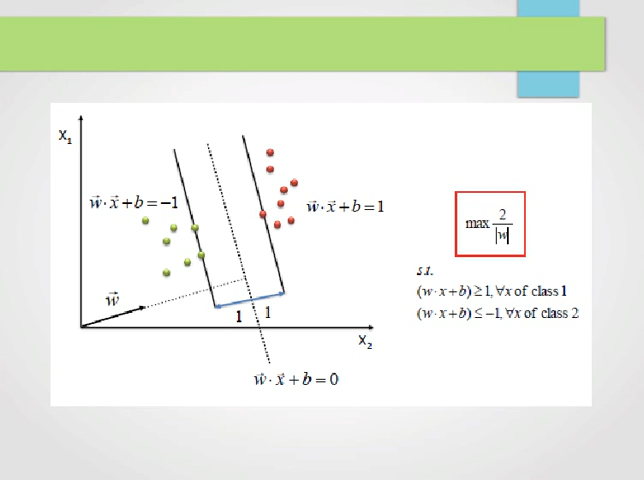 X₁
w⃗·x⃗+b=−1
w⃗·x⃗+b=1
w⃗
1 1
X₂
w⃗·x⃗+b=0
max 2/|w|
s.t.
(w·x+b)≥1,∀x of class 1
(w·x+b)≤−1,∀x of class 2